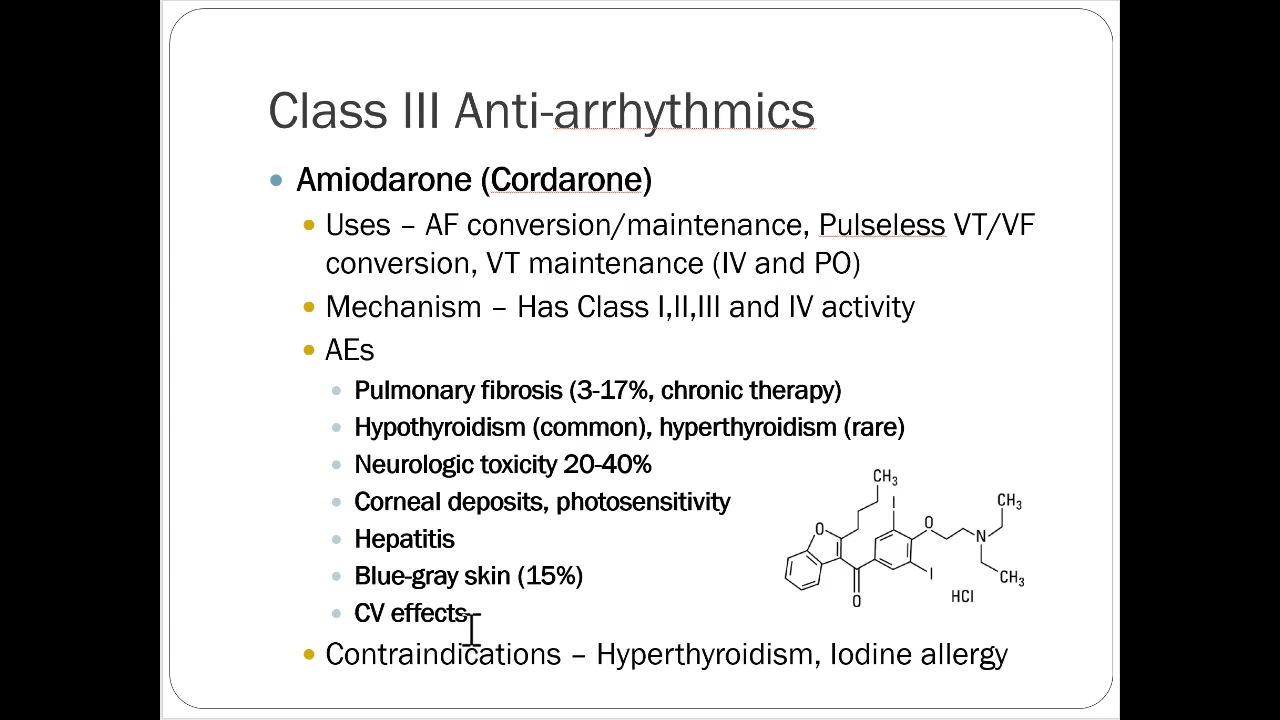 Class III Anti-arrhythmics
Amiodarone (Cordarone)
Uses – AF conversion/maintenance, Pulseless VT/VF
conversion, VT maintenance (IV and PO)
Mechanism – Has Class I,II,III and IV activity
AEs
Pulmonary fibrosis (3-17%, chronic therapy)
Hypothyroidism (common), hyperthyroidism (rare)
Neurologic toxicity 20-40%
Corneal deposits, photosensitivity
Hepatitis
Blue-gray skin (15%)
CV effects
Contraindications – Hyperthyroidism, Iodine allergy
CH₃
I
CH₃
O
O
N
I
CH₃
O
HCl